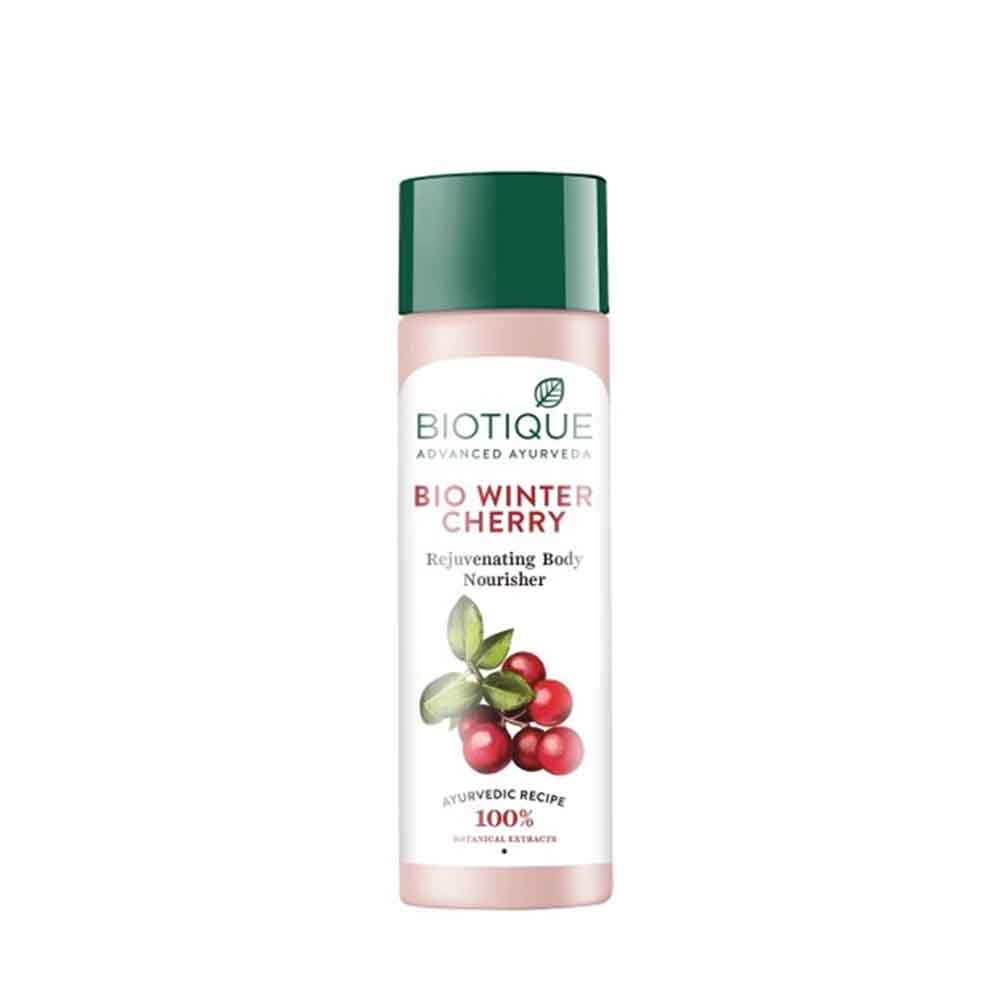 BIOTIQUE
ADVANCED AYURVEDA
BIO WINTER
CHERRY
Rejuvenating Body
Nourisher
AYURVEDIC RECIPE
100%
BOTANICAL EXTRACTS